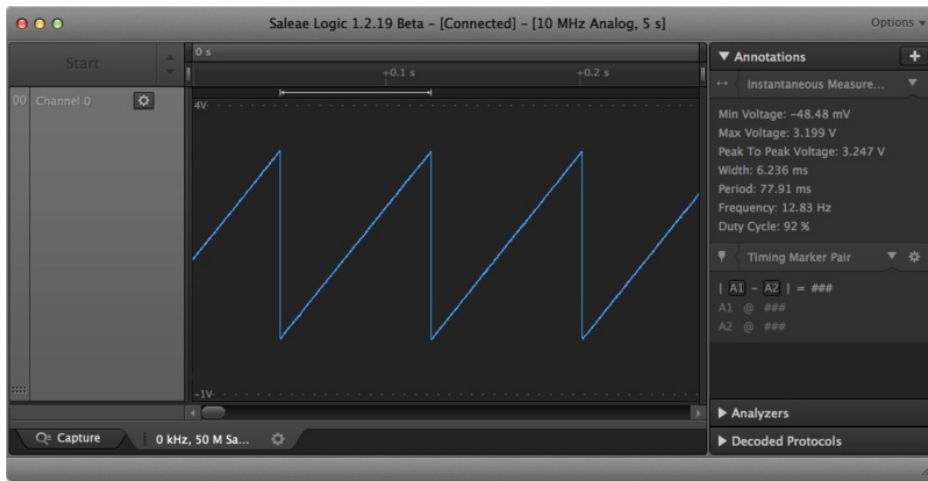 Saleae Logic 1.2.19 Beta – [Connected] – [10 MHz Analog, 5 s]
Options
Start
0 s
+0.1 s
+0.2 s
00 Channel 0
4V
-1V
Capture
0 kHz, 50 M Sa...
Annotations
Instantaneous Measure...
Min Voltage: -48.48 mV
Max Voltage: 3.199 V
Peak To Peak Voltage: 3.247 V
Width: 6.236 ms
Period: 77.91 ms
Frequency: 12.83 Hz
Duty Cycle: 92 %
Timing Marker Pair
| A1 - A2 | = ###
A1 @ ###
A2 @ ###
Analyzers
Decoded Protocols